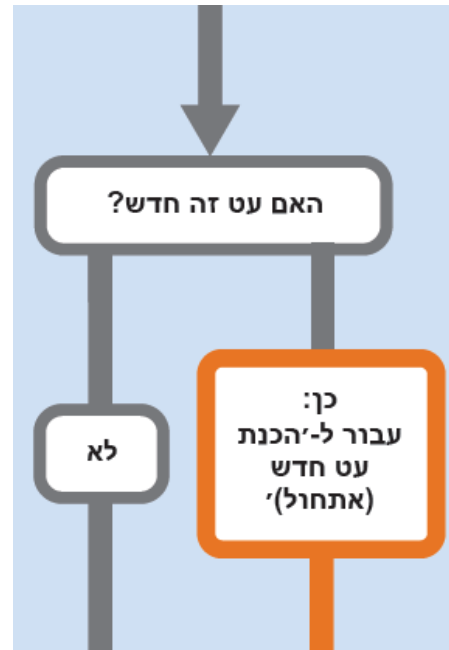 האם עט זה חדש?
כן:
עבור ל-׳הכנת
עט חדש
(אתחול)׳
לא